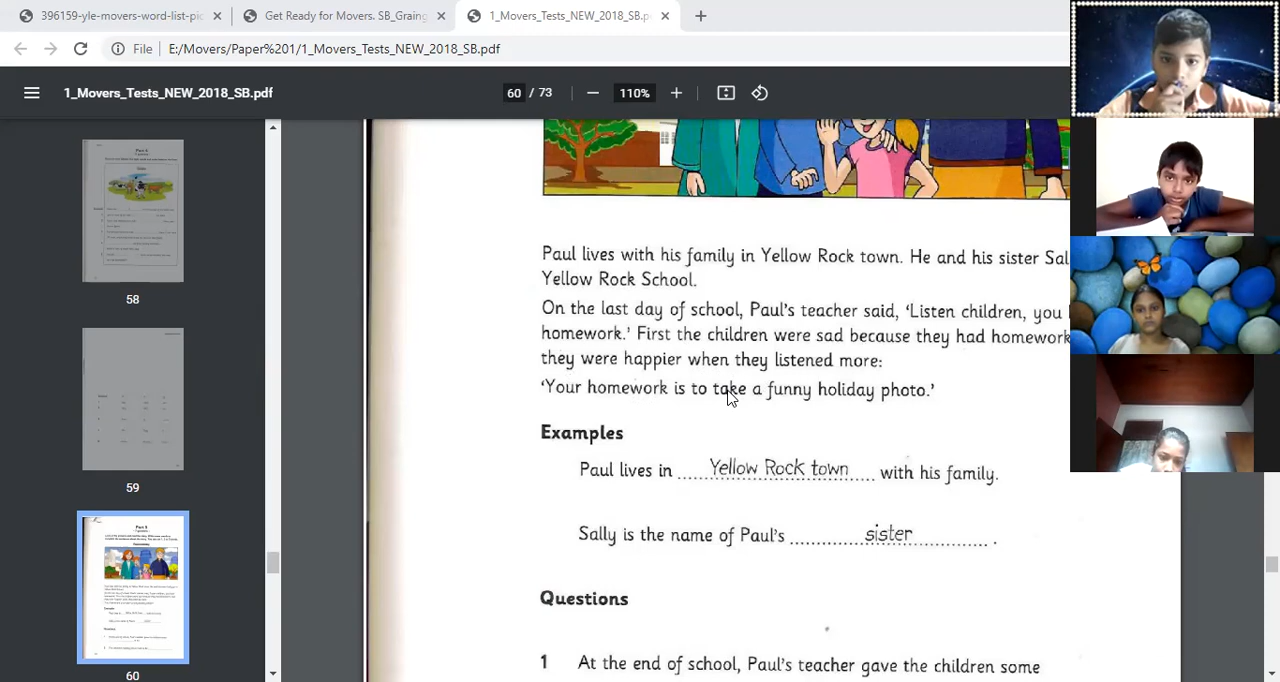 396159-yle-movers-word-list-pic
Get Ready for Movers. SB_Graing
1_Movers_Tests_NEW_2018_SB.p
File
E:/Movers/Paper%201/1_Movers_Tests_NEW_2018_SB.pdf
1_Movers_Tests_NEW_2018_SB.pdf
60 / 73
110%
58
59
60
Paul lives with his family in Yellow Rock town. He and his sister Sal
Yellow Rock School.
On the last day of school, Paul's teacher said, 'Listen children, you
homework.' First the children were sad because they had homework
they were happier when they listened more:
'Your homework is to take a funny holiday photo.'
Examples
Paul lives in Yellow Rock town with his family.
Sally is the name of Paul's sister .
Questions
1 At the end of school, Paul's teacher gave the children some